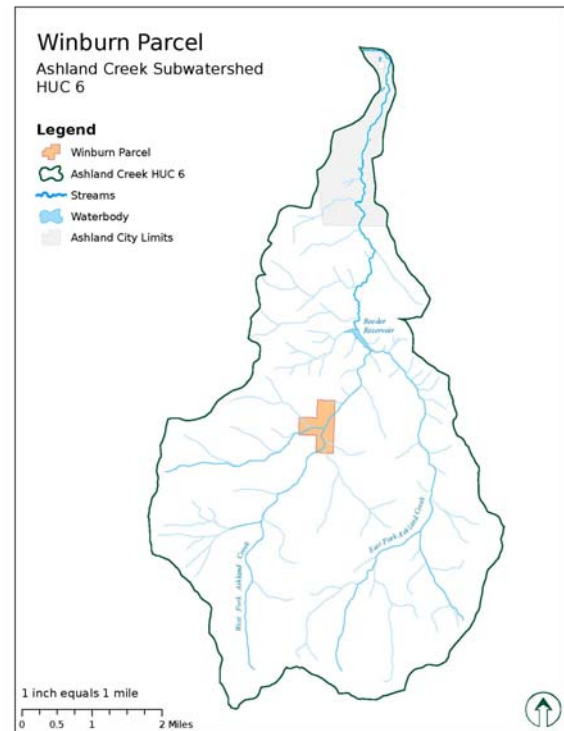 Winburn Parcel
Ashland Creek Subwatershed
HUC 6
Legend
Winburn Parcel
Ashland Creek HUC 6
Streams
Waterbody
Ashland City Limits
Reeder
Reservoir
East Fork Ashland Creek
West Fork Ashland Creek
1 inch equals 1 mile
0 0.5 1 2 Miles